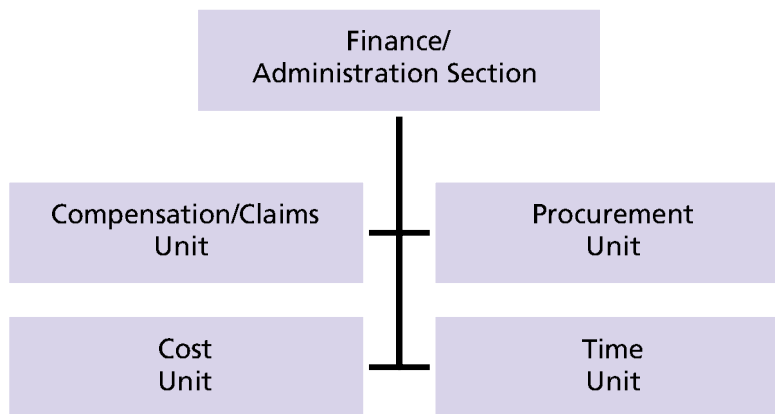 Finance/
Administration Section
Compensation/Claims
Unit
Procurement
Unit
Cost
Unit
Time
Unit